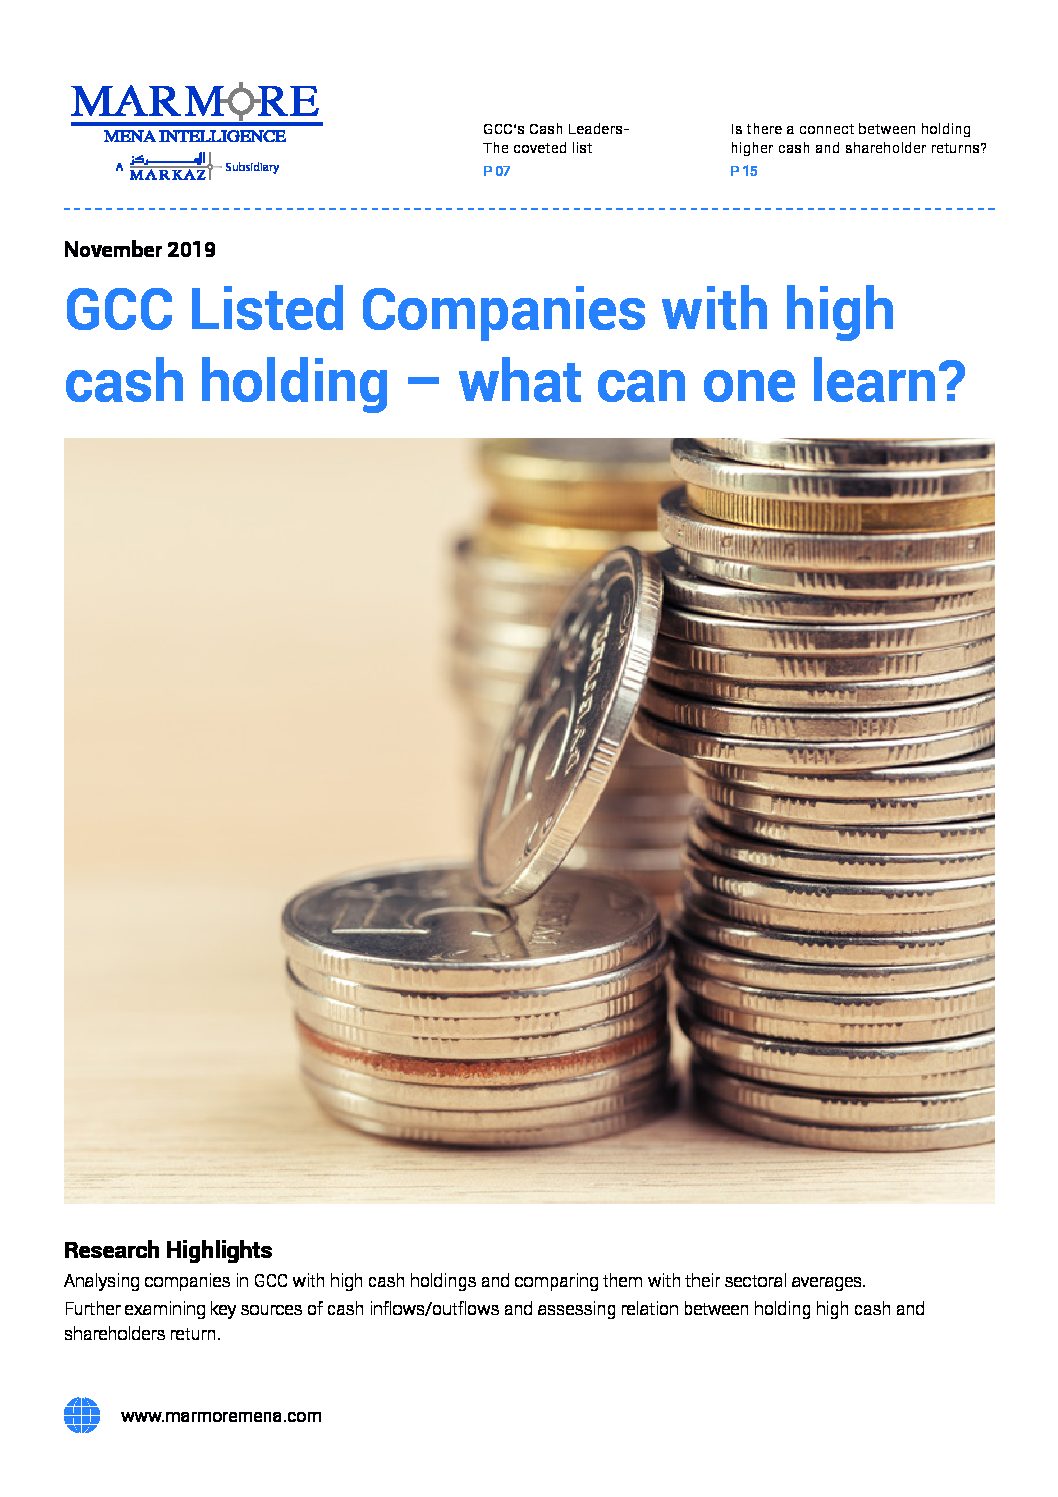 MARMORE
MENA INTELLIGENCE
A المركز MARKAZ Subsidiary
GCC's Cash Leaders-
The coveted list
P 07
Is there a connect between holding
higher cash and shareholder returns?
P 15
November 2019
GCC Listed Companies with high
cash holding – what can one learn?
Research Highlights
Analysing companies in GCC with high cash holdings and comparing them with their sectoral averages.
Further examining key sources of cash inflows/outflows and assessing relation between holding high cash and
shareholders return.
www.marmoremena.com